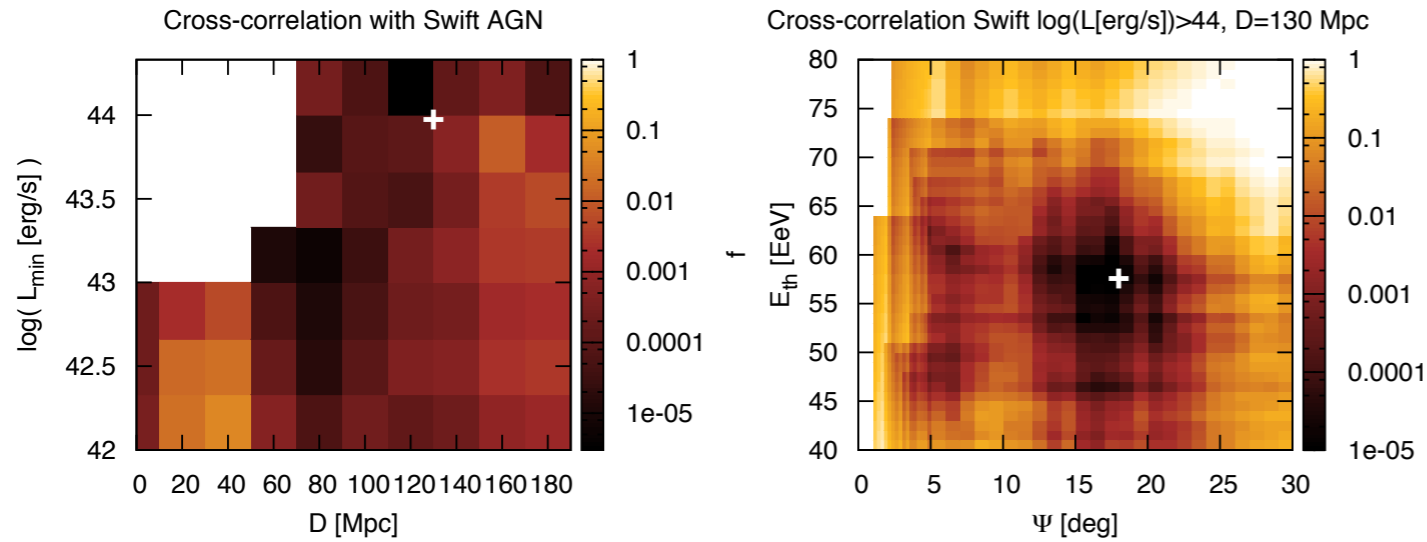 Cross-correlation with Swift AGN
log( L_min [erg/s] )
44
43.5
43
42.5
42
0 20 40 60 80 100 120 140 160 180
D [Mpc]
1
0.1
0.01
0.001
0.0001
1e-05
f
Cross-correlation Swift log(L[erg/s])>44, D=130 Mpc
E_th [EeV]
80
75
70
65
60
55
50
45
40
0 5 10 15 20 25 30
Ψ [deg]
1
0.1
0.01
0.001
0.0001
1e-05